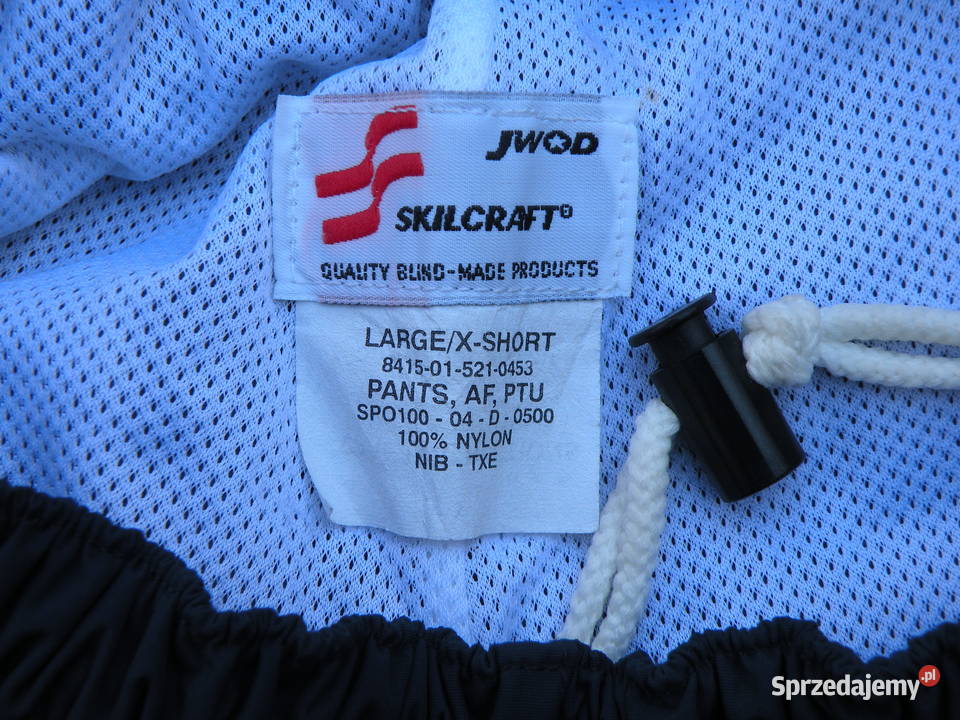 JWOD
SKILCRAFT®
QUALITY BLIND-MADE PRODUCTS
LARGE/X-SHORT
8415-01-521-0453
PANTS, AF, PTU
SPO100 - 04 - D - 0500
100% NYLON
NIB - TXE
Sprzedajemy.pl